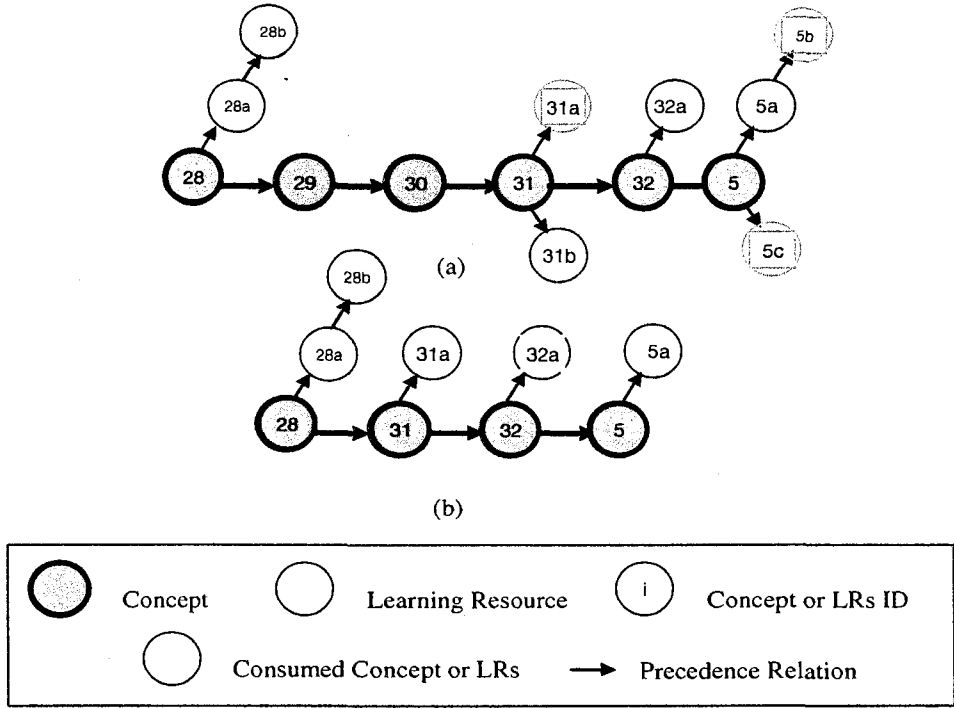 28b
5b
28a
31a
32a
5a
28
29
30
31
32
5
31b
5c
(a)
28b
28a
31a
32a
5a
28
31
32
5
(b)
Concept
Learning Resource
i
Concept or LRs ID
Consumed Concept or LRs
Precedence Relation